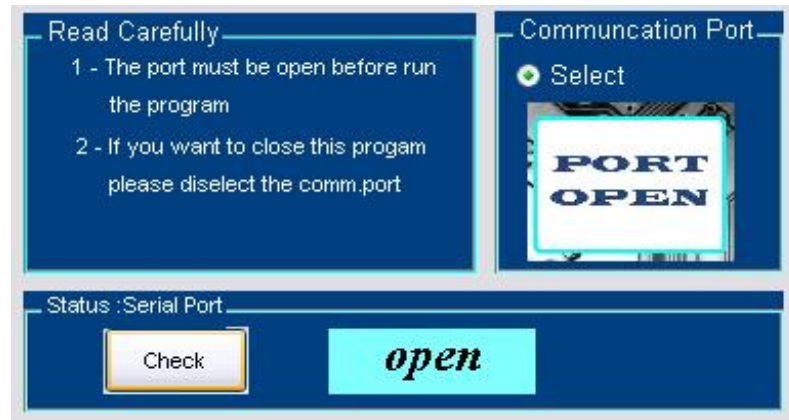 Read Carefully
1 - The port must be open before run
the program
2 - If you want to close this progam
please diselect the comm.port
Communcation Port
Select
PORT
OPEN
Status :Serial Port
Check
open